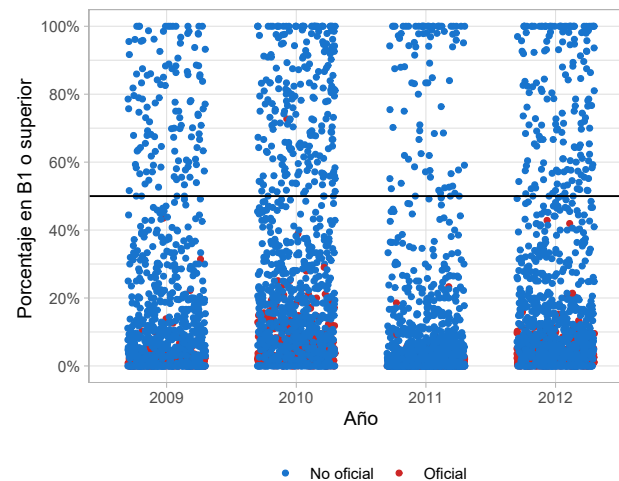 Porcentaje en B1 o superior
100%
80%
60%
40%
20%
0%
2009 2010 2011 2012
Año
No oficial Oficial